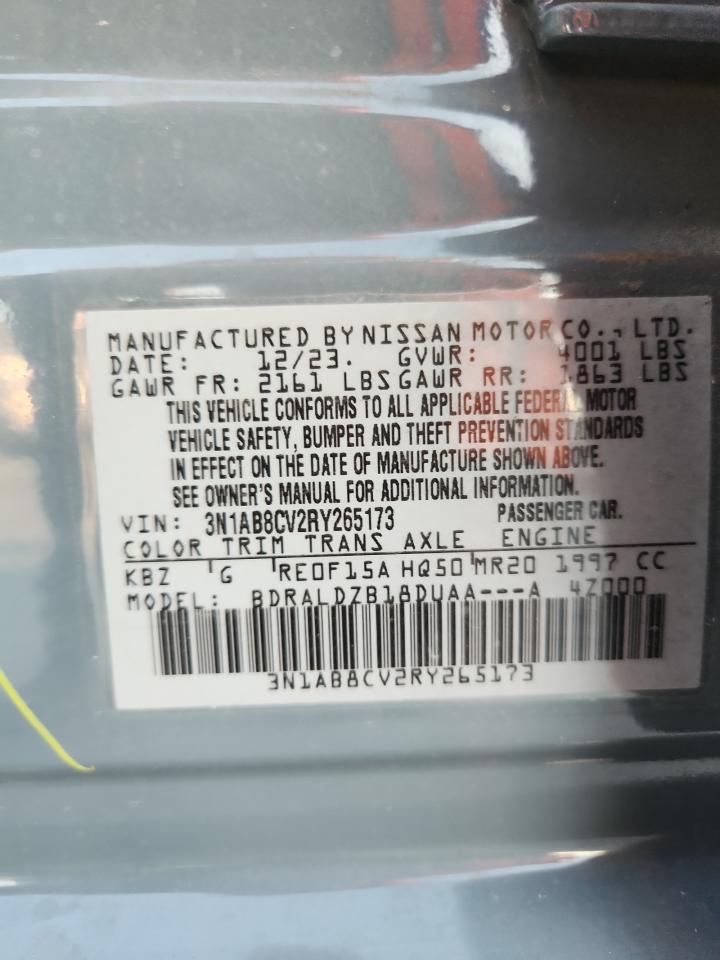 MANUFACTURED BY NISSAN MOTOR CO., LTD.
DATE: 12/23. GVWR: 4001 LBS
GAWR FR: 2161 LBS GAWR RR: 1863 LBS
THIS VEHICLE CONFORMS TO ALL APPLICABLE FEDERAL MOTOR
VEHICLE SAFETY, BUMPER AND THEFT PREVENTION STANDARDS
IN EFFECT ON THE DATE OF MANUFACTURE SHOWN ABOVE.
SEE OWNER'S MANUAL FOR ADDITIONAL INFORMATION.
VIN: 3N1AB8CV2RY265173 PASSENGER CAR.
COLOR TRIM TRANS AXLE ENGINE
KBZ G RE0F15A HQ50 MR20 1997 CC
MODEL: BDRALDZB18DUAA---A 4Z000
3N1AB8CV2RY265173